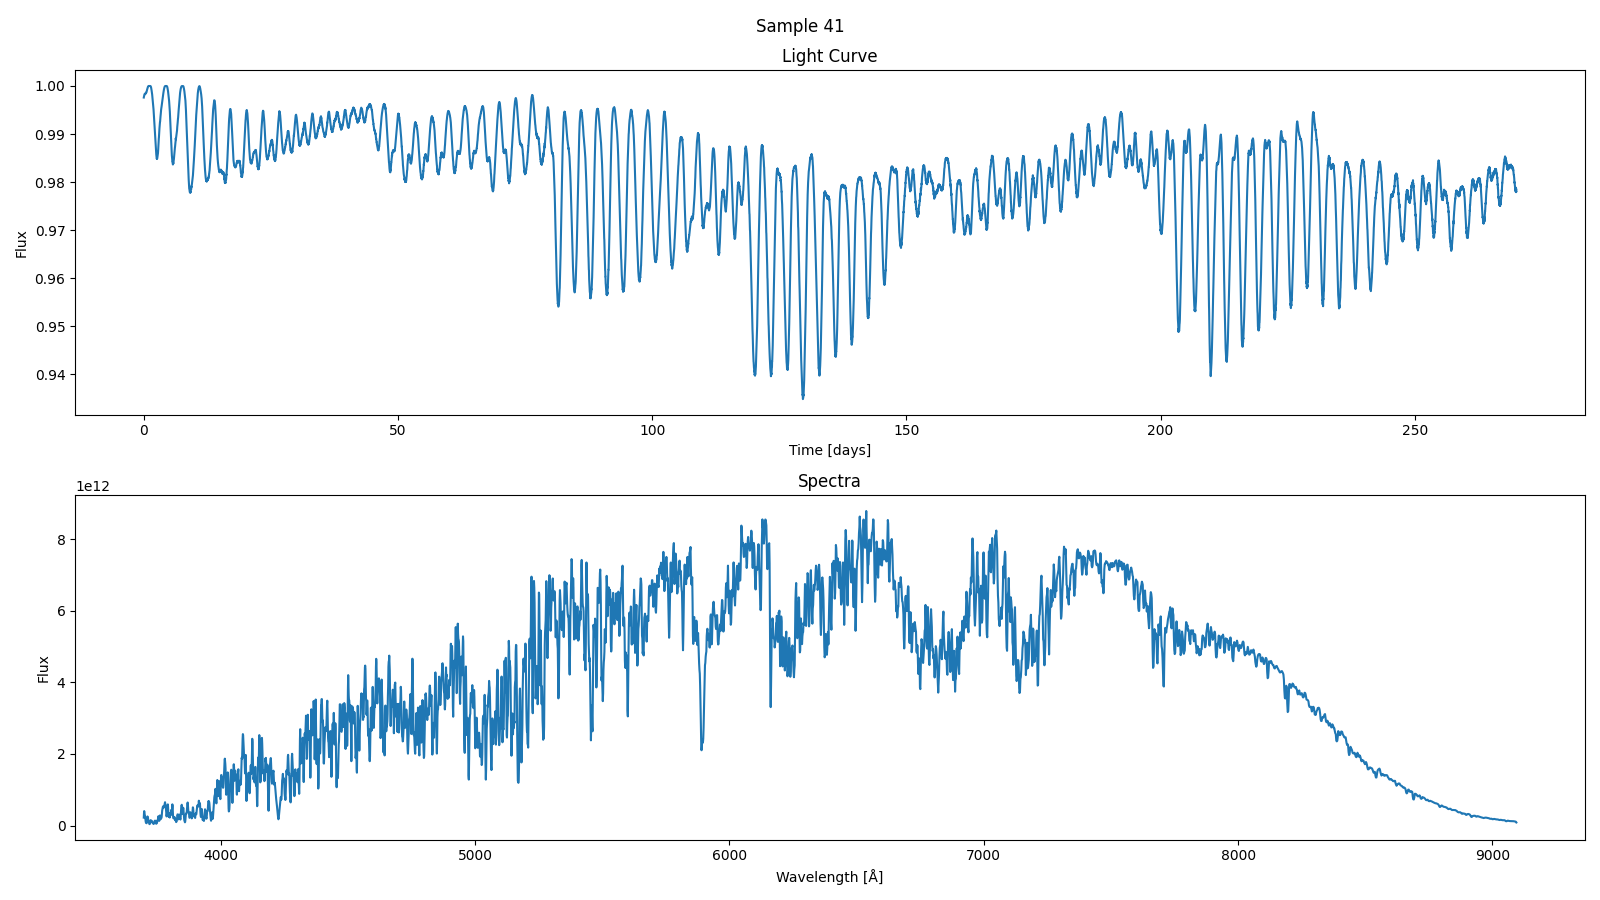 Sample 41
Light Curve
1.00
0.99
0.98
0.97
0.96
0.95
0.94
Flux
0 50 100 150 200 250
Time [days]
Spectra
1e12
8
6
4
2
0
Flux
4000 5000 6000 7000 8000 9000
Wavelength [Å]